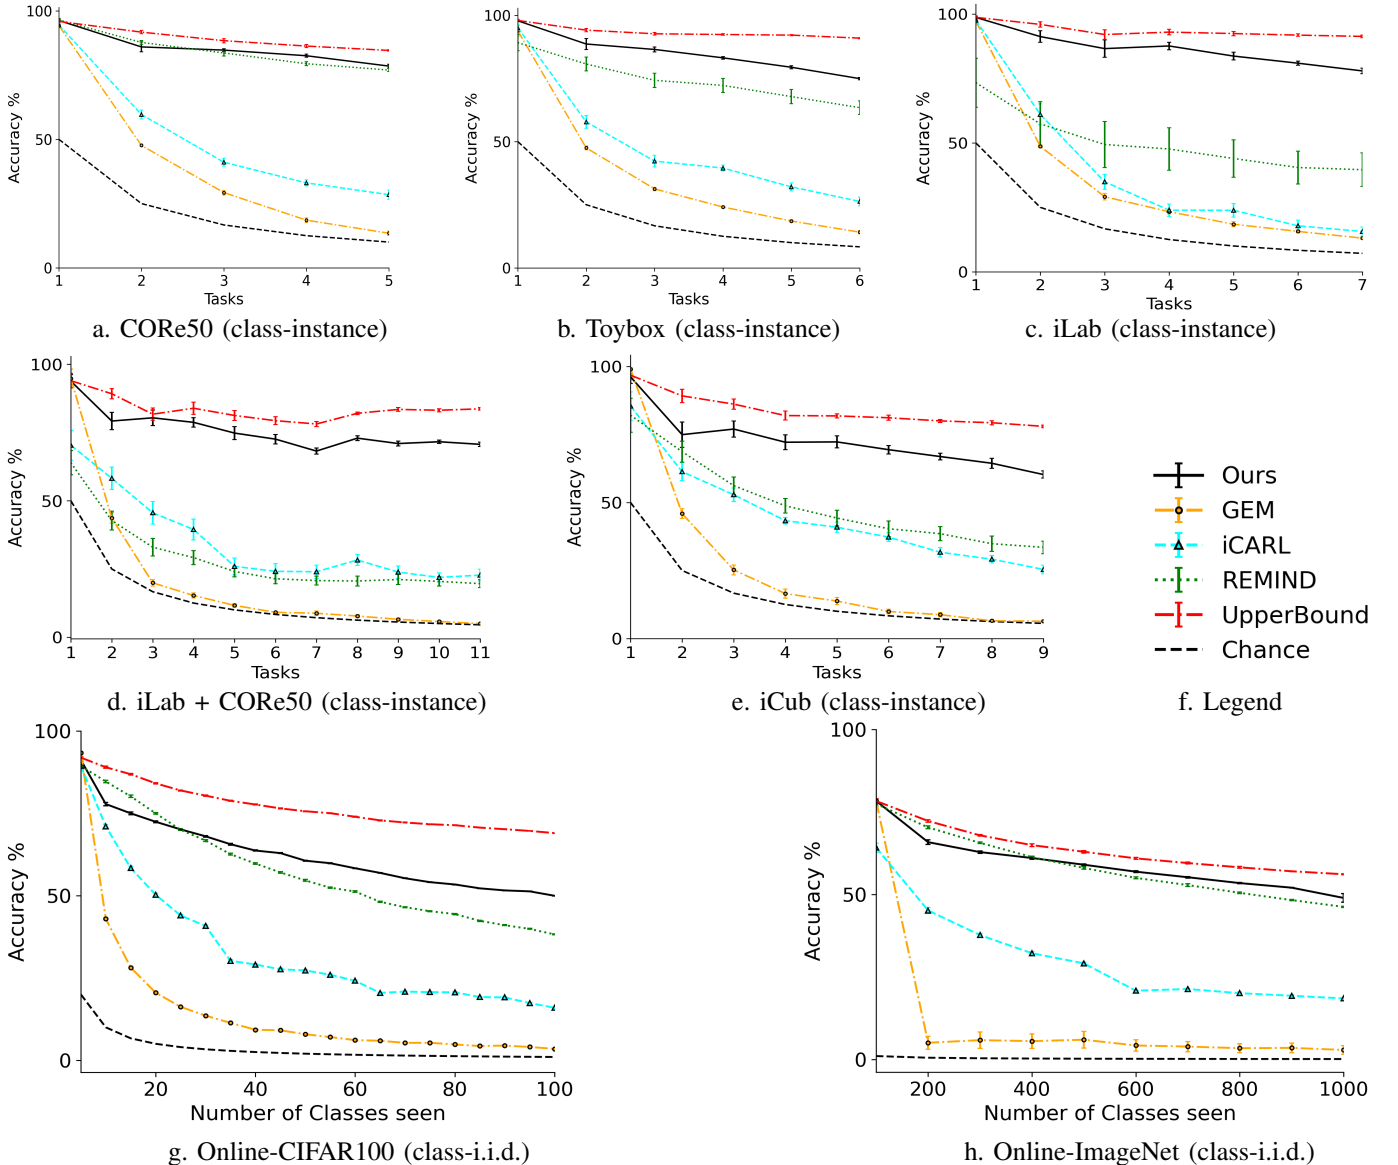 100
50
0
Accuracy %
1 2 3 4 5
Tasks
a. CORe50 (class-instance)
100
50
0
Accuracy %
1 2 3 4 5 6
Tasks
b. Toybox (class-instance)
100
50
0
Accuracy %
1 2 3 4 5 6 7
Tasks
c. iLab (class-instance)
100
50
0
Accuracy %
1 2 3 4 5 6 7 8 9 10 11
Tasks
d. iLab + CORe50 (class-instance)
100
50
0
Accuracy %
1 2 3 4 5 6 7 8 9
Tasks
e. iCub (class-instance)
Ours
GEM
iCARL
REMIND
UpperBound
Chance
f. Legend
100
50
0
Accuracy %
20 40 60 80 100
Number of Classes seen
g. Online-CIFAR100 (class-i.i.d.)
100
50
0
Accuracy %
200 400 600 800 1000
Number of Classes seen
h. Online-ImageNet (class-i.i.d.)